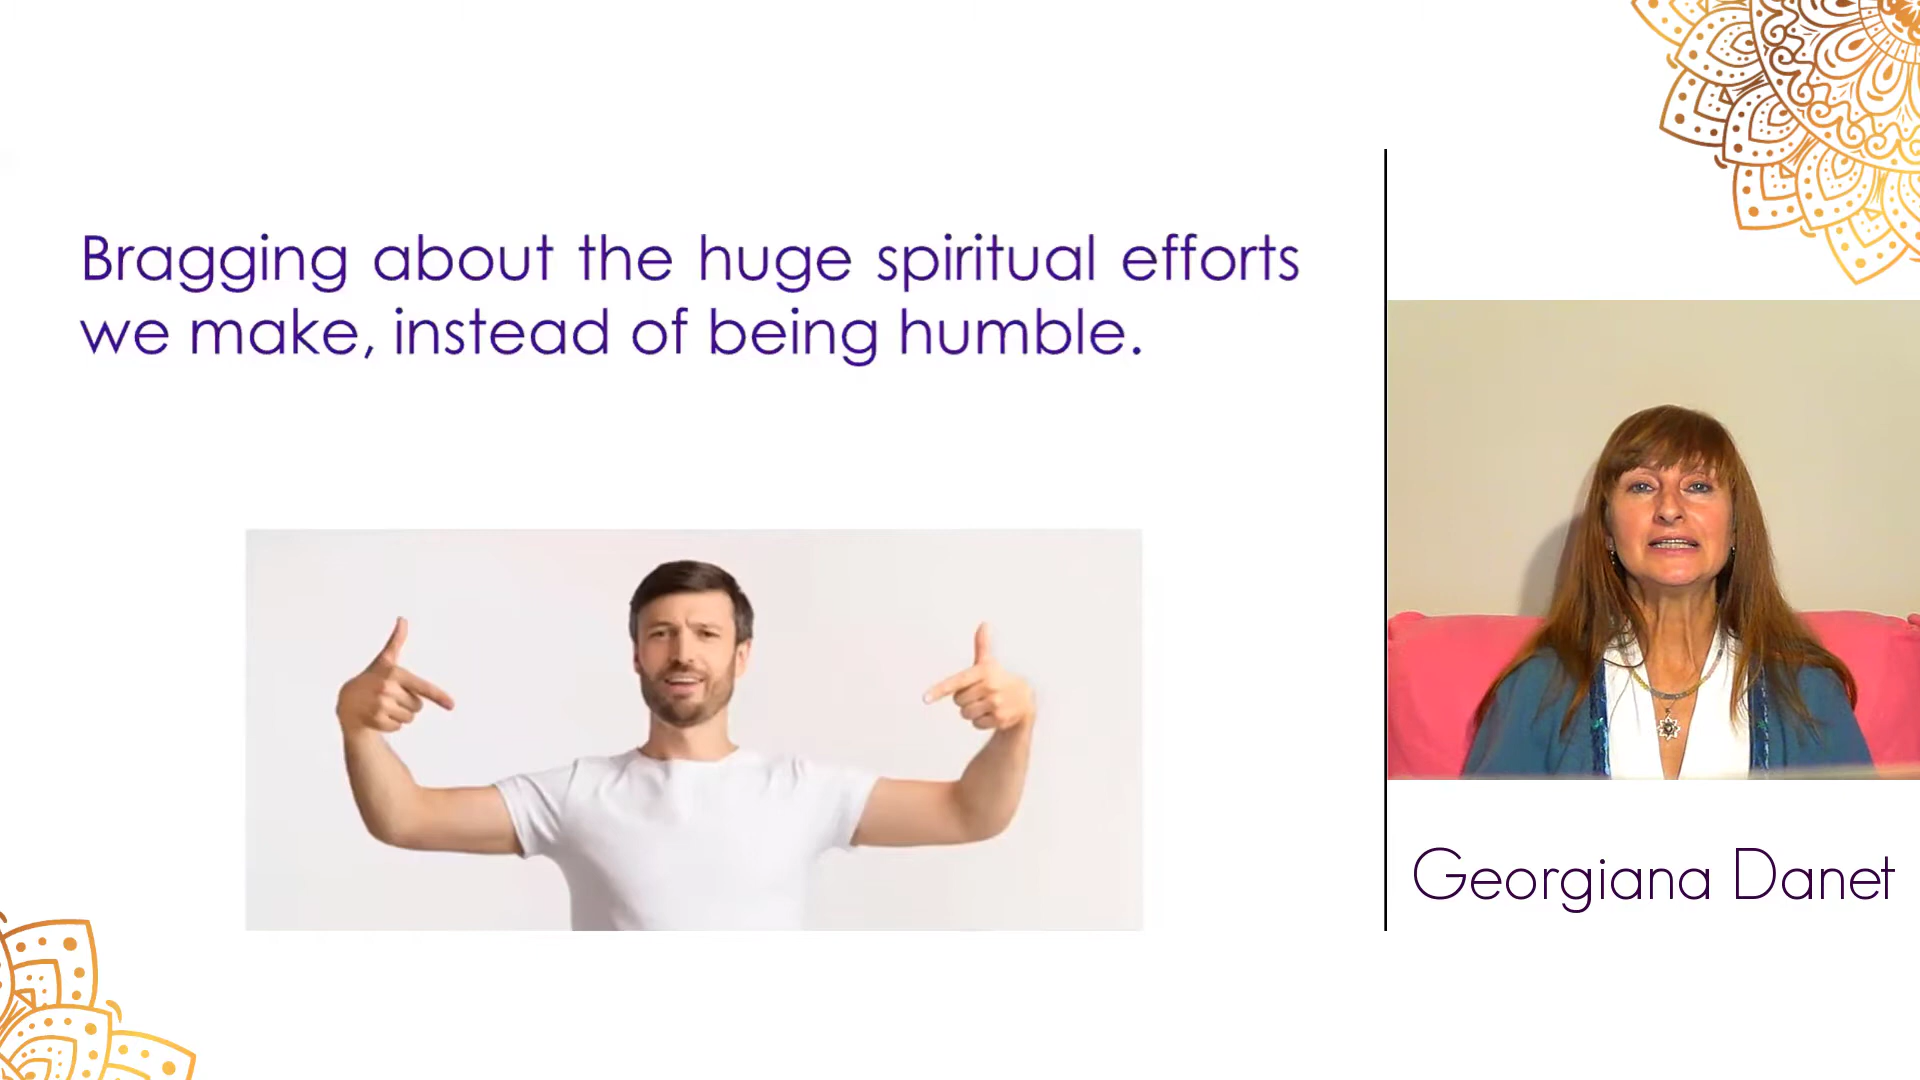 Bragging about the huge spiritual efforts
we make, instead of being humble.
Georgiana Danet